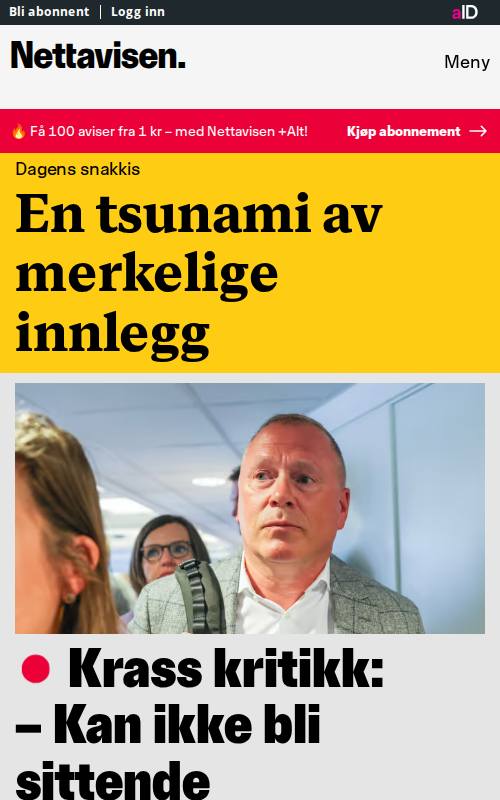 Bli abonnent
Logg inn
aID
Nettavisen.
Meny
🔥 Få 100 aviser fra 1 kr – med Nettavisen +Alt!
Kjøp abonnement →
Dagens snakkis
En tsunami av
merkelige
innlegg
Krass kritikk:
– Kan ikke bli
sittende